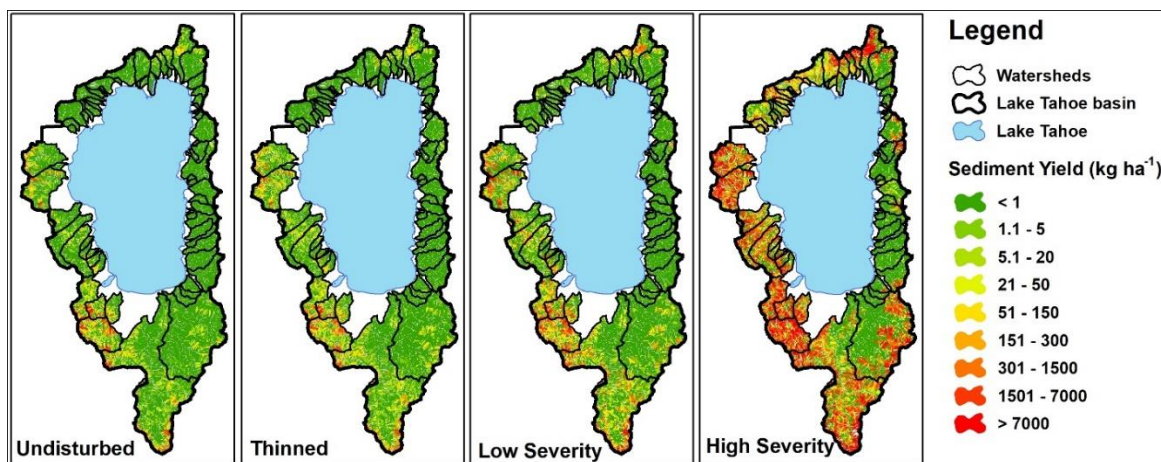 Undisturbed
Thinned
Low Severity
High Severity
Legend
Watersheds
Lake Tahoe basin
Lake Tahoe
Sediment Yield (kg ha⁻¹)
< 1
1.1 - 5
5.1 - 20
21 - 50
51 - 150
151 - 300
301 - 1500
1501 - 7000
> 7000